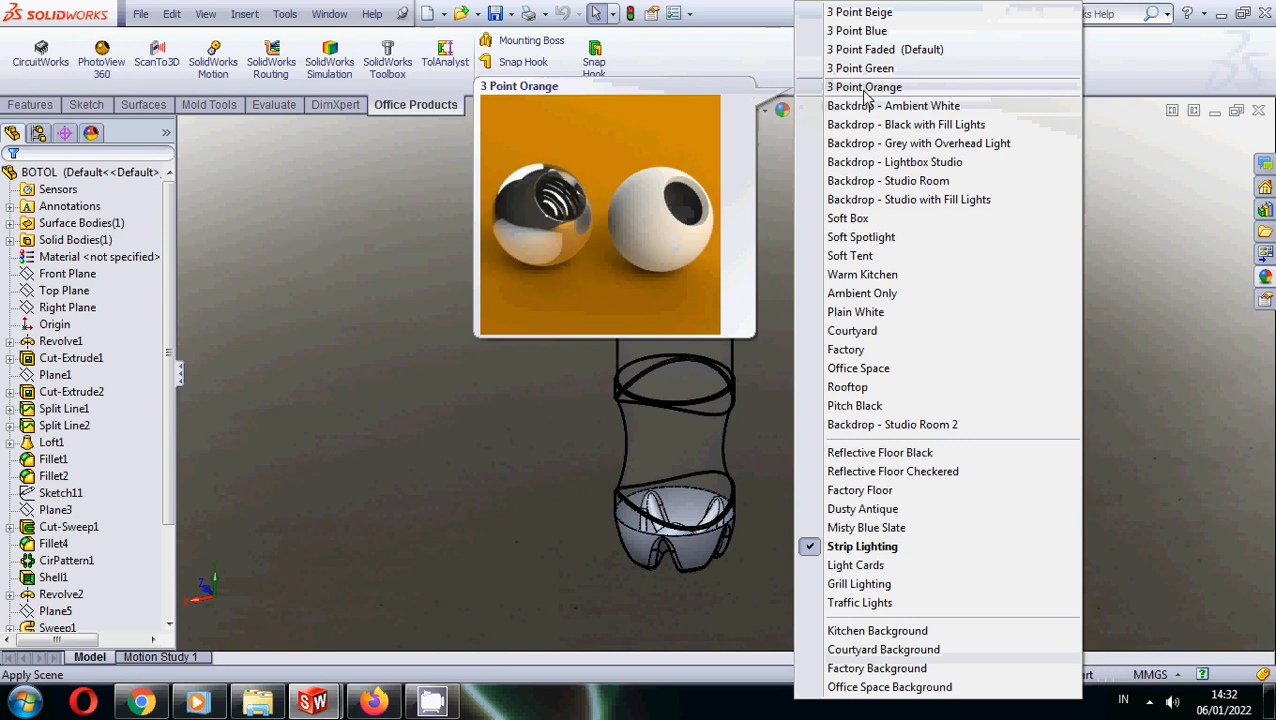 SOLIDWORKS
File Edit View Insert Tools Window Help
CircuitWorks
PhotoView 360
ScanTo3D
SolidWorks Motion
SolidWorks Routing
SolidWorks Simulation
SolidWorks Toolbox
TolAnalyst
Mounting Boss
Snap Hook
Snap Hook
Features Sketch Surfaces Mold Tools Evaluate DimXpert Office Products
BOTOL (Default<<Default>.
Sensors
Annotations
Surface Bodies(1)
Solid Bodies(1)
Material <not specified>
Front Plane
Top Plane
Right Plane
Origin
Revolve1
Cut-Extrude1
Plane1
Cut-Extrude2
Split Line1
Split Line2
Loft1
Fillet1
Fillet2
Sketch11
Plane3
Cut-Sweep1
Fillet4
CirPattern1
Shell1
Revolve2
Plane5
Sweep1
3 Point Orange
3 Point Beige
3 Point Blue
3 Point Faded (Default)
3 Point Green
3 Point Orange
Backdrop - Ambient White
Backdrop - Black with Fill Lights
Backdrop - Grey with Overhead Light
Backdrop - Lightbox Studio
Backdrop - Studio Room
Backdrop - Studio with Fill Lights
Soft Box
Soft Spotlight
Soft Tent
Warm Kitchen
Ambient Only
Plain White
Courtyard
Factory
Office Space
Rooftop
Pitch Black
Backdrop - Studio Room 2
Reflective Floor Black
Reflective Floor Checkered
Factory Floor
Dusty Antique
Misty Blue Slate
Strip Lighting
Light Cards
Grill Lighting
Traffic Lights
Kitchen Background
Courtyard Background
Factory Background
Office Space Background
ks Help
Z
Model Motion Study 1
Apply Scene
MMGS
IN
14:32
06/01/2022